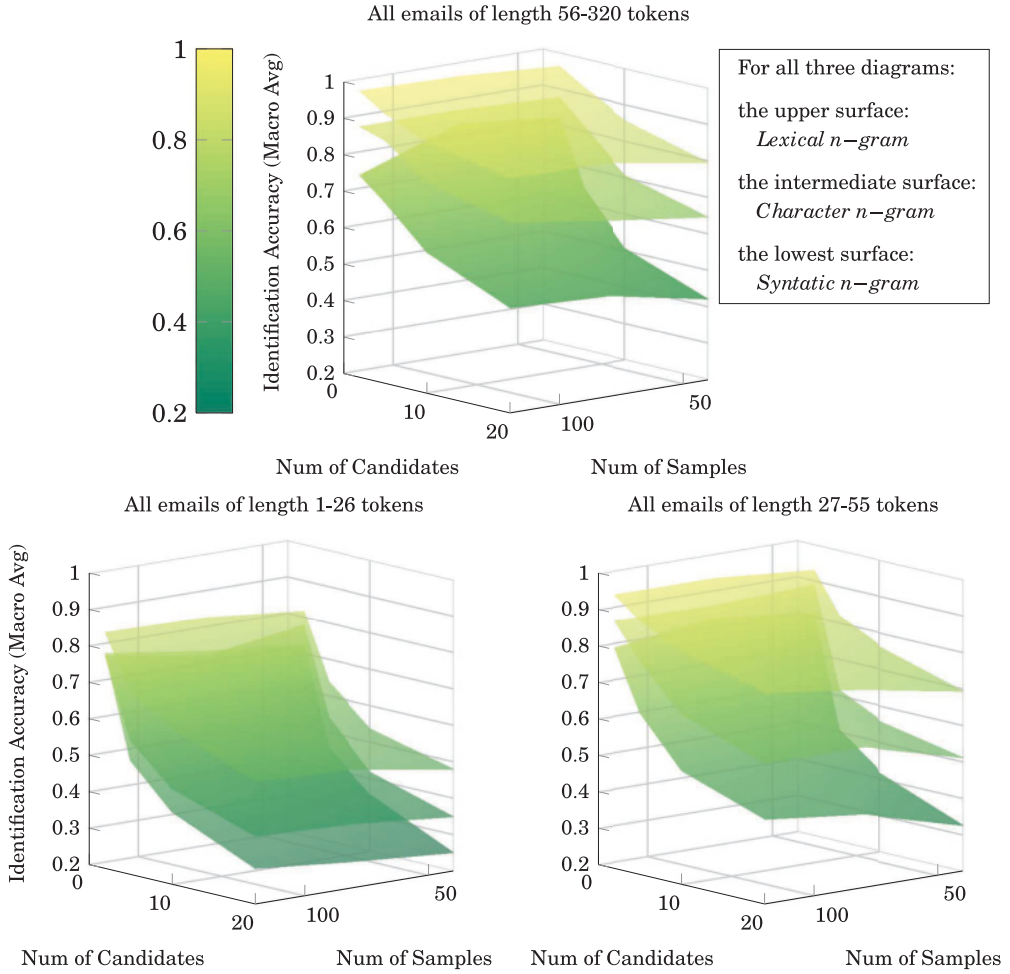 All emails of length 56-320 tokens
1
0.8
0.6
0.4
0.2
Identification Accuracy (Macro Avg)
1
0.9
0.8
0.7
0.6
0.5
0.4
0.3
0.2
0
10
20
100
50
Num of Candidates
Num of Samples
For all three diagrams:
the upper surface:
Lexical n−gram
the intermediate surface:
Character n−gram
the lowest surface:
Syntatic n−gram
All emails of length 1-26 tokens
Identification Accuracy (Macro Avg)
1
0.9
0.8
0.7
0.6
0.5
0.4
0.3
0.2
0
10
20
100
50
Num of Candidates
Num of Samples
All emails of length 27-55 tokens
1
0.9
0.8
0.7
0.6
0.5
0.4
0.3
0.2
0
10
20
100
50
Num of Candidates
Num of Samples